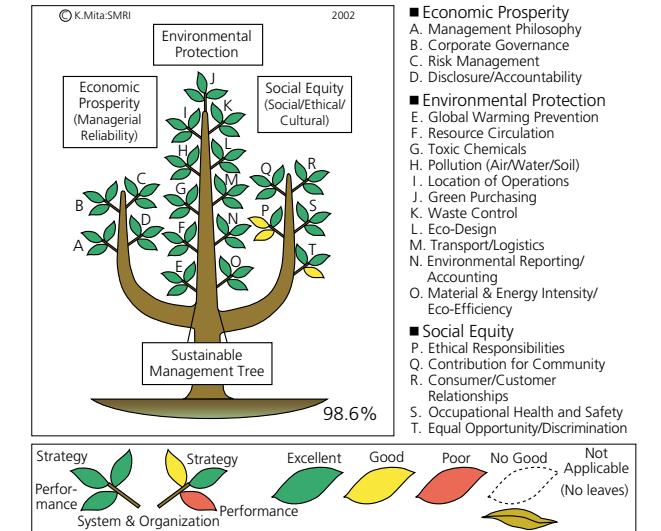 © K.Mita:SMRI
2002
Environmental
Protection
Economic
Prosperity
(Managerial
Reliability)
Social Equity
(Social/Ethical/
Cultural)
J
I
K
H
L
G
M
F
N
E
O
B
C
A
D
Q
R
P
S
T
Sustainable
Management Tree
98.6%
■ Economic Prosperity
A. Management Philosophy
B. Corporate Governance
C. Risk Management
D. Disclosure/Accountability
■ Environmental Protection
E. Global Warming Prevention
F. Resource Circulation
G. Toxic Chemicals
H. Pollution (Air/Water/Soil)
I. Location of Operations
J. Green Purchasing
K. Waste Control
L. Eco-Design
M. Transport/Logistics
N. Environmental Reporting/
Accounting
O. Material & Energy Intensity/
Eco-Efficiency
■ Social Equity
P. Ethical Responsibilities
Q. Contribution for Community
R. Consumer/Customer
Relationships
S. Occupational Health and Safety
T. Equal Opportunity/Discrimination
Strategy
Perfor-
mance
System & Organization
Strategy
Performance
Excellent
Good
Poor
No Good
Not
Applicable
(No leaves)